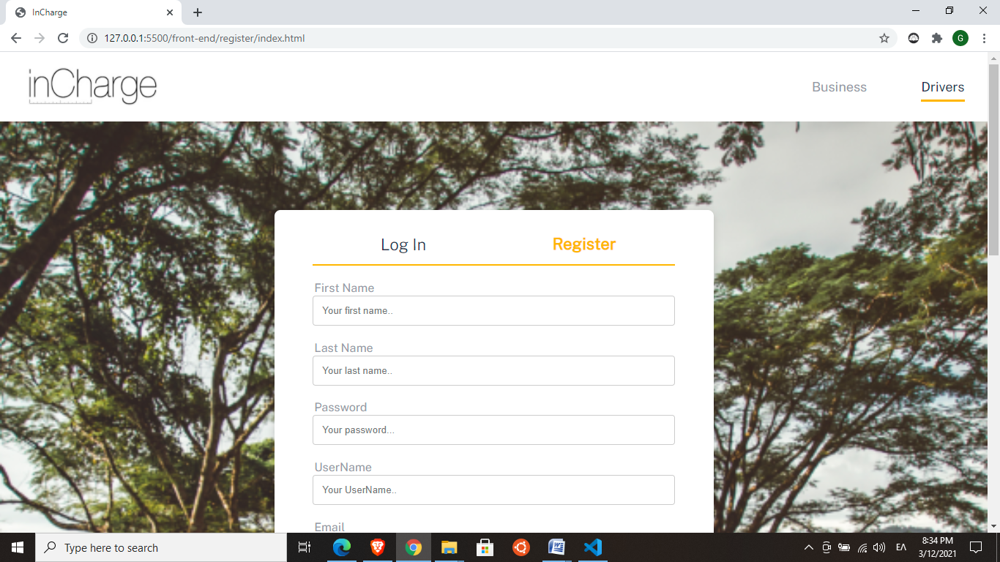 InCharge
127.0.0.1:5500/front-end/register/index.html
G
inCharge
Business
Drivers
Log In
Register
First Name
Your first name..
Last Name
Your last name..
Password
Your password...
UserName
Your UserName..
Email
Type here to search
ΕΛ
8:34 PM
3/12/2021